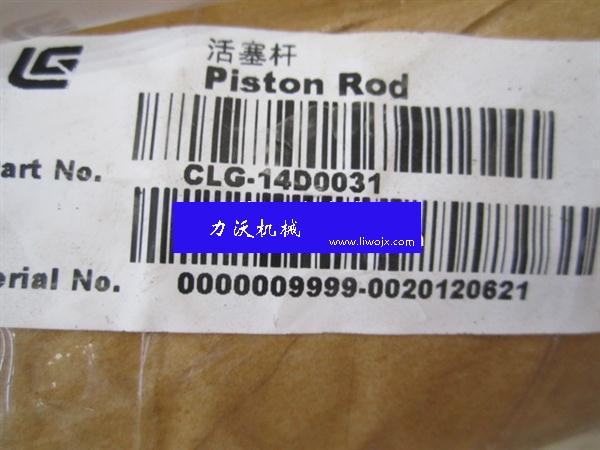 活塞杆
Piston Rod
art No.
CLG-14D0031
力沃机械
www.liwojx.com
erial No.
0000009999-0020120621